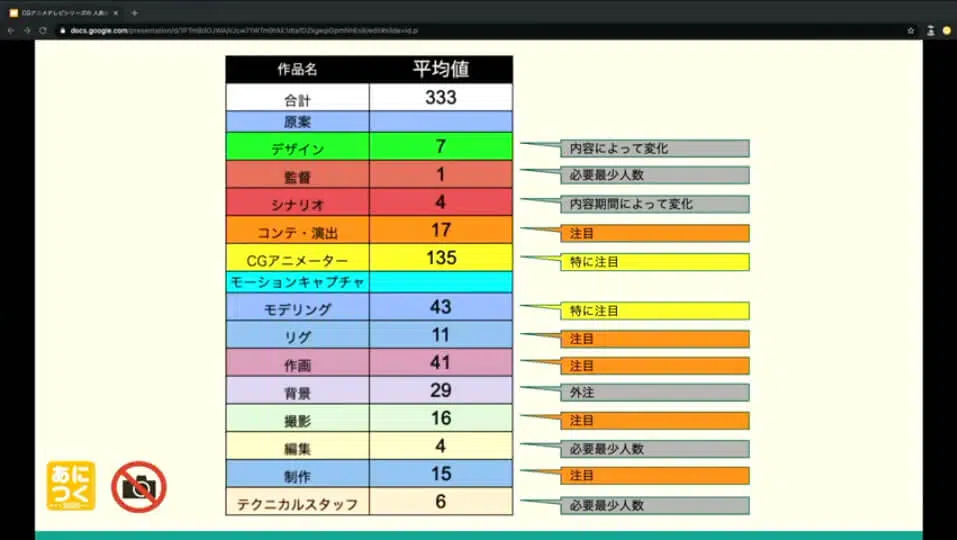 CGアニメテレビシリーズの 人員
docs.google.com
作品名 平均値
合計 333
原案
デザイン 7 内容によって変化
監督 1 必要最少人数
シナリオ 4 内容期間によって変化
コンテ・演出 17 注目
CGアニメーター 135 特に注目
モーションキャプチャ
モデリング 43 特に注目
リグ 11 注目
作画 41 注目
背景 29 外注
撮影 16 注目
編集 4 必要最少人数
制作 15 注目
テクニカルスタッフ 6 必要最少人数
あに
つく